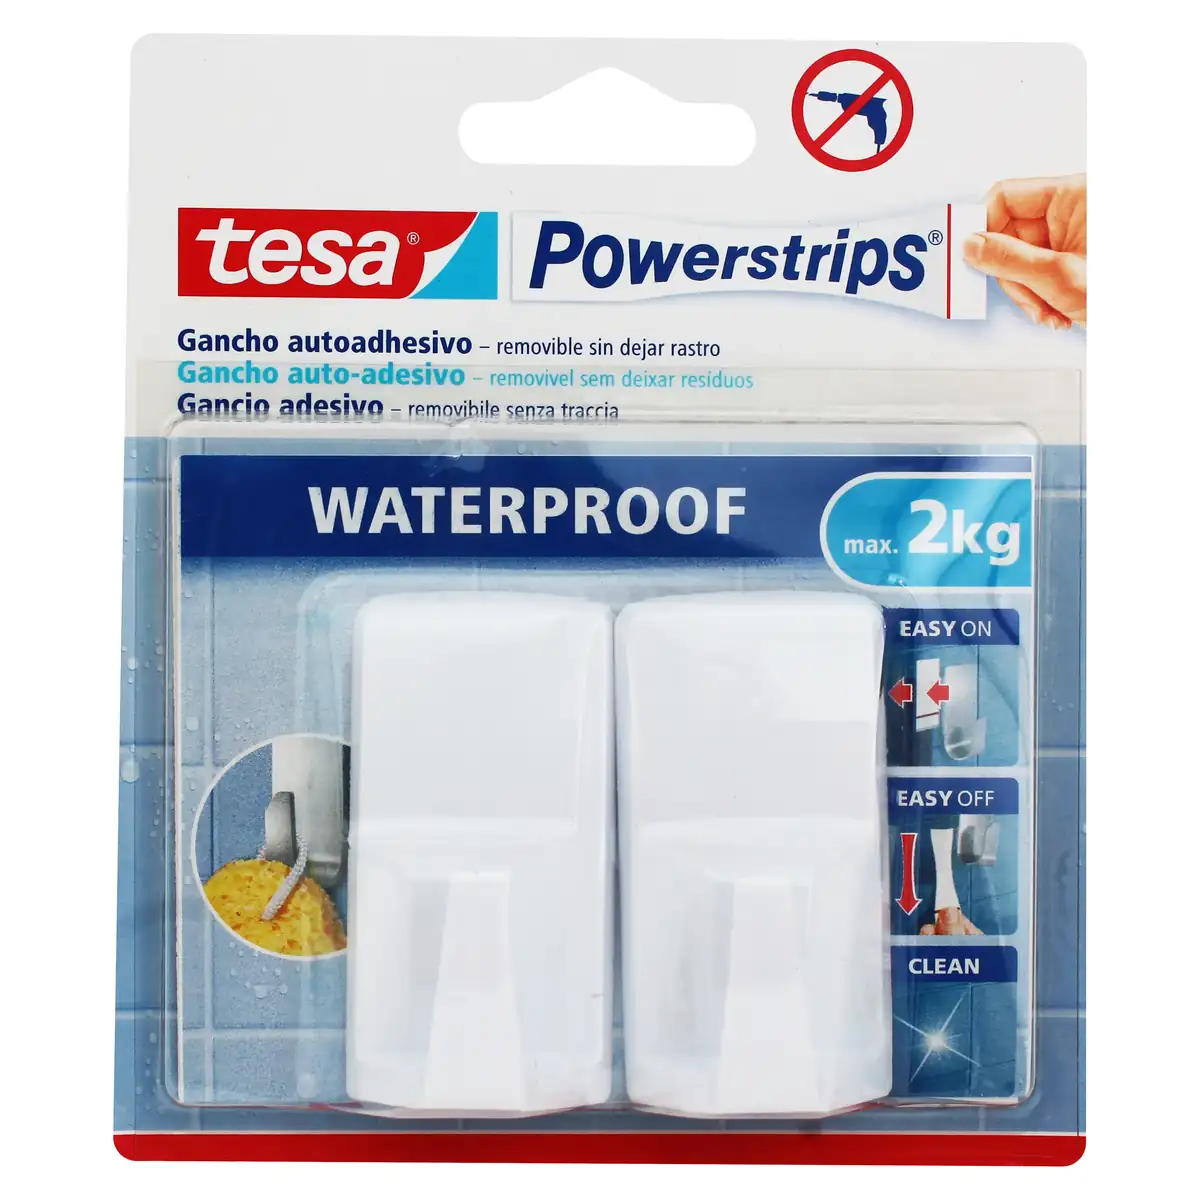 tesa® Powerstrips®
Gancho autoadhesivo – removible sin dejar rastro
Gancho auto-adesivo – removivel sem deixar resíduos
Gancio adesivo – removibile senza traccia
WATERPROOF
max. 2kg
EASY ON
EASY OFF
CLEAN